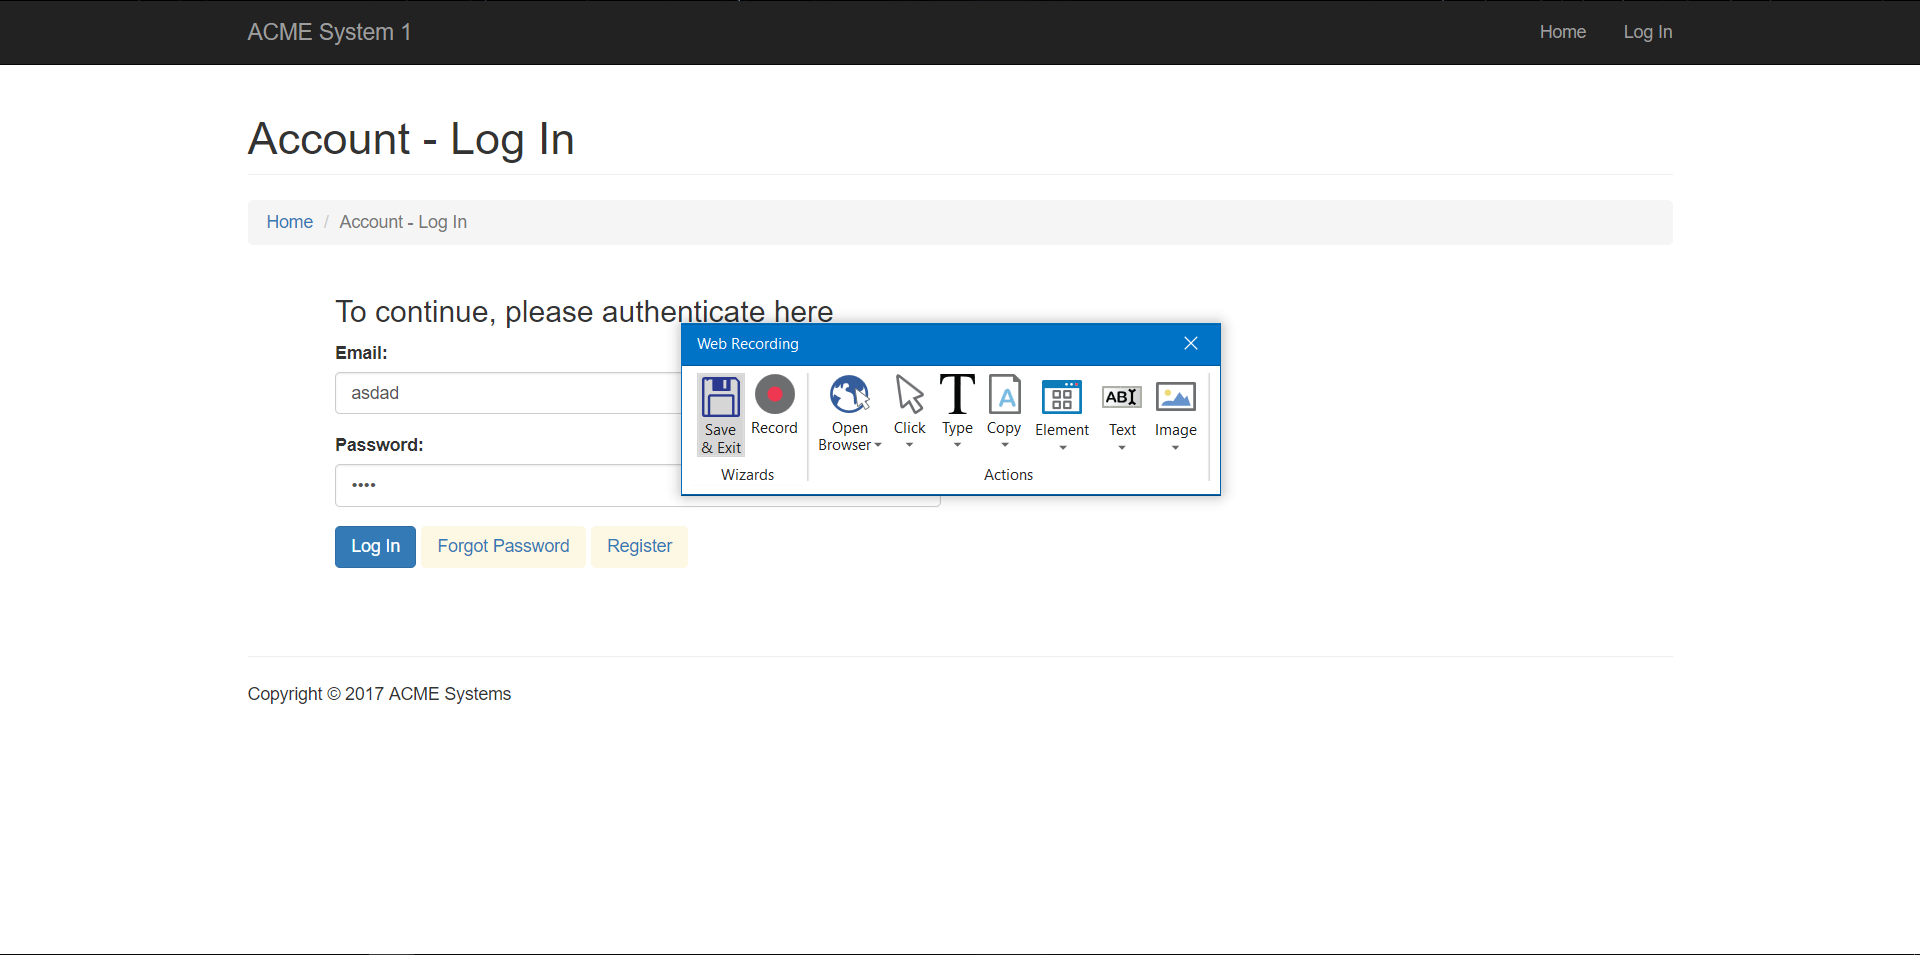 ACME System 1
Home
Log In
Account - Log In
Home / Account - Log In
To continue, please authenticate here
Email:
asdad
Password:
••••
Log In
Forgot Password
Register
Web Recording
Save & Exit
Record
Open Browser
Click
Type
Copy
Element
Text
Image
Wizards
Actions
T
A
ABI
Copyright © 2017 ACME Systems